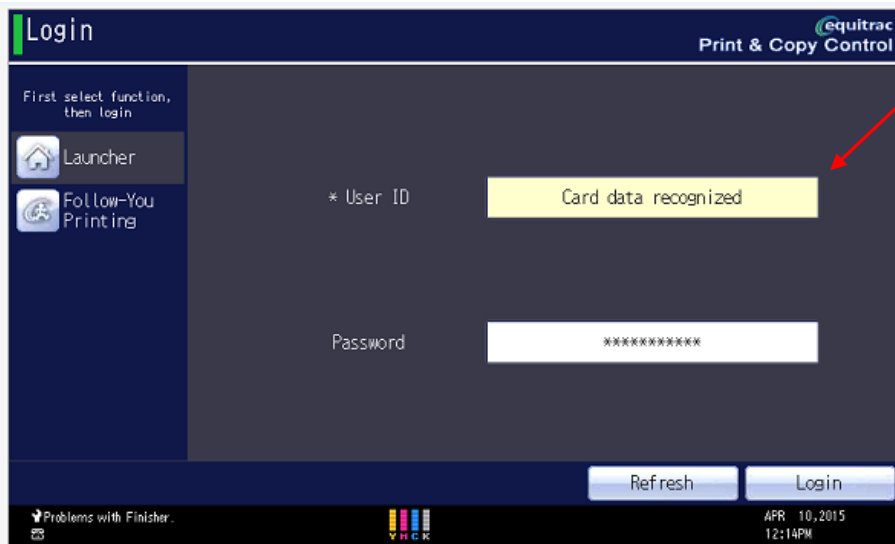 Login
equitrac
Print & Copy Control
First select function,
then login
Launcher
Follow-You
Printing
* User ID
Card data recognized
Password
***********
Refresh
Login
Problems with Finisher.
Y M C K
APR 10,2015
12:14PM